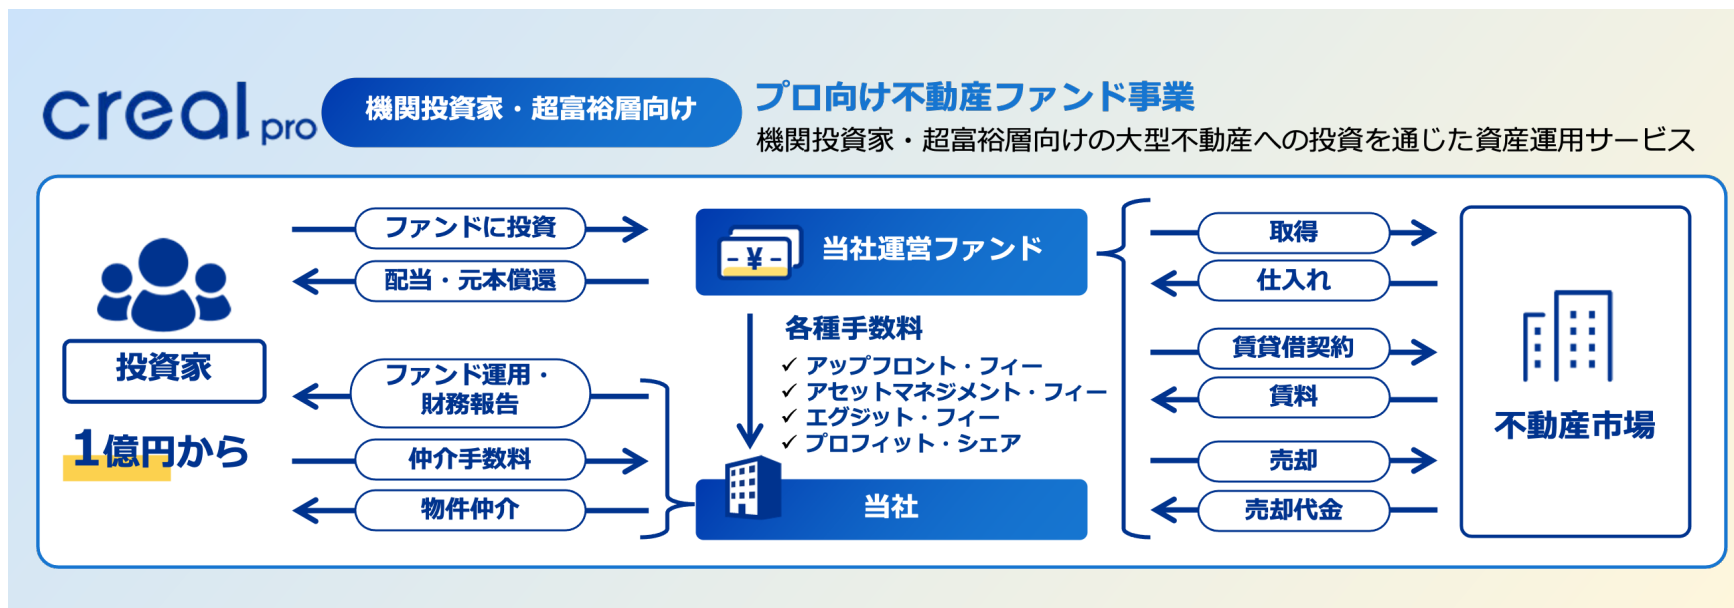 creal pro
機関投資家・超富裕層向け
プロ向け不動産ファンド事業
機関投資家・超富裕層向けの大型不動産への投資を通じた資産運用サービス
投資家
1億円から
ファンドに投資
配当・元本償還
ファンド運用・
財務報告
仲介手数料
物件仲介
¥
当社運営ファンド
各種手数料
✓ アップフロント・フィー
✓ アセットマネジメント・フィー
✓ エグジット・フィー
✓ プロフィット・シェア
当社
取得
仕入れ
賃貸借契約
賃料
売却
売却代金
不動産市場